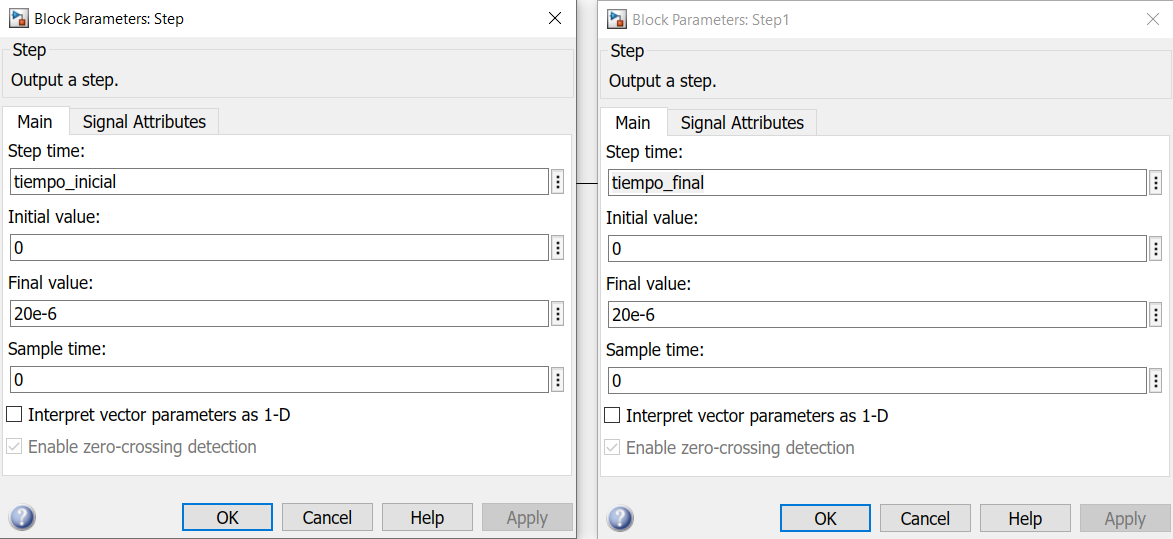 Block Parameters: Step
Step
Output a step.
Main
Signal Attributes
Step time:
tiempo_inicial
Initial value:
0
Final value:
20e-6
Sample time:
0
Interpret vector parameters as 1-D
Enable zero-crossing detection
OK
Cancel
Help
Apply
Block Parameters: Step1
Step
Output a step.
Main
Signal Attributes
Step time:
tiempo_final
Initial value:
0
Final value:
20e-6
Sample time:
0
Interpret vector parameters as 1-D
Enable zero-crossing detection
OK
Cancel
Help
Apply